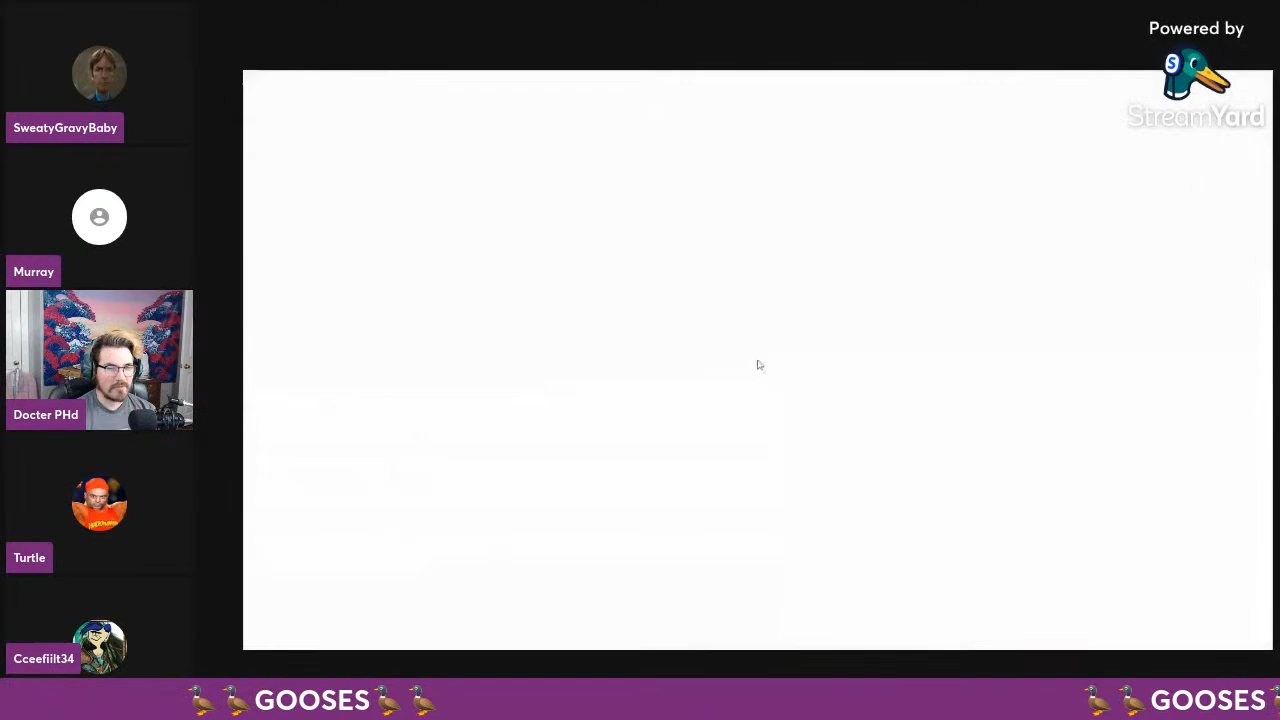 Powered by
S
StreamYard
SweatyGravyBaby
Murray
Docter PHd
Turtle
Cceefiilt34
🦆🦆 GOOSES 🦆🦆 🦆🦆 GOOSES